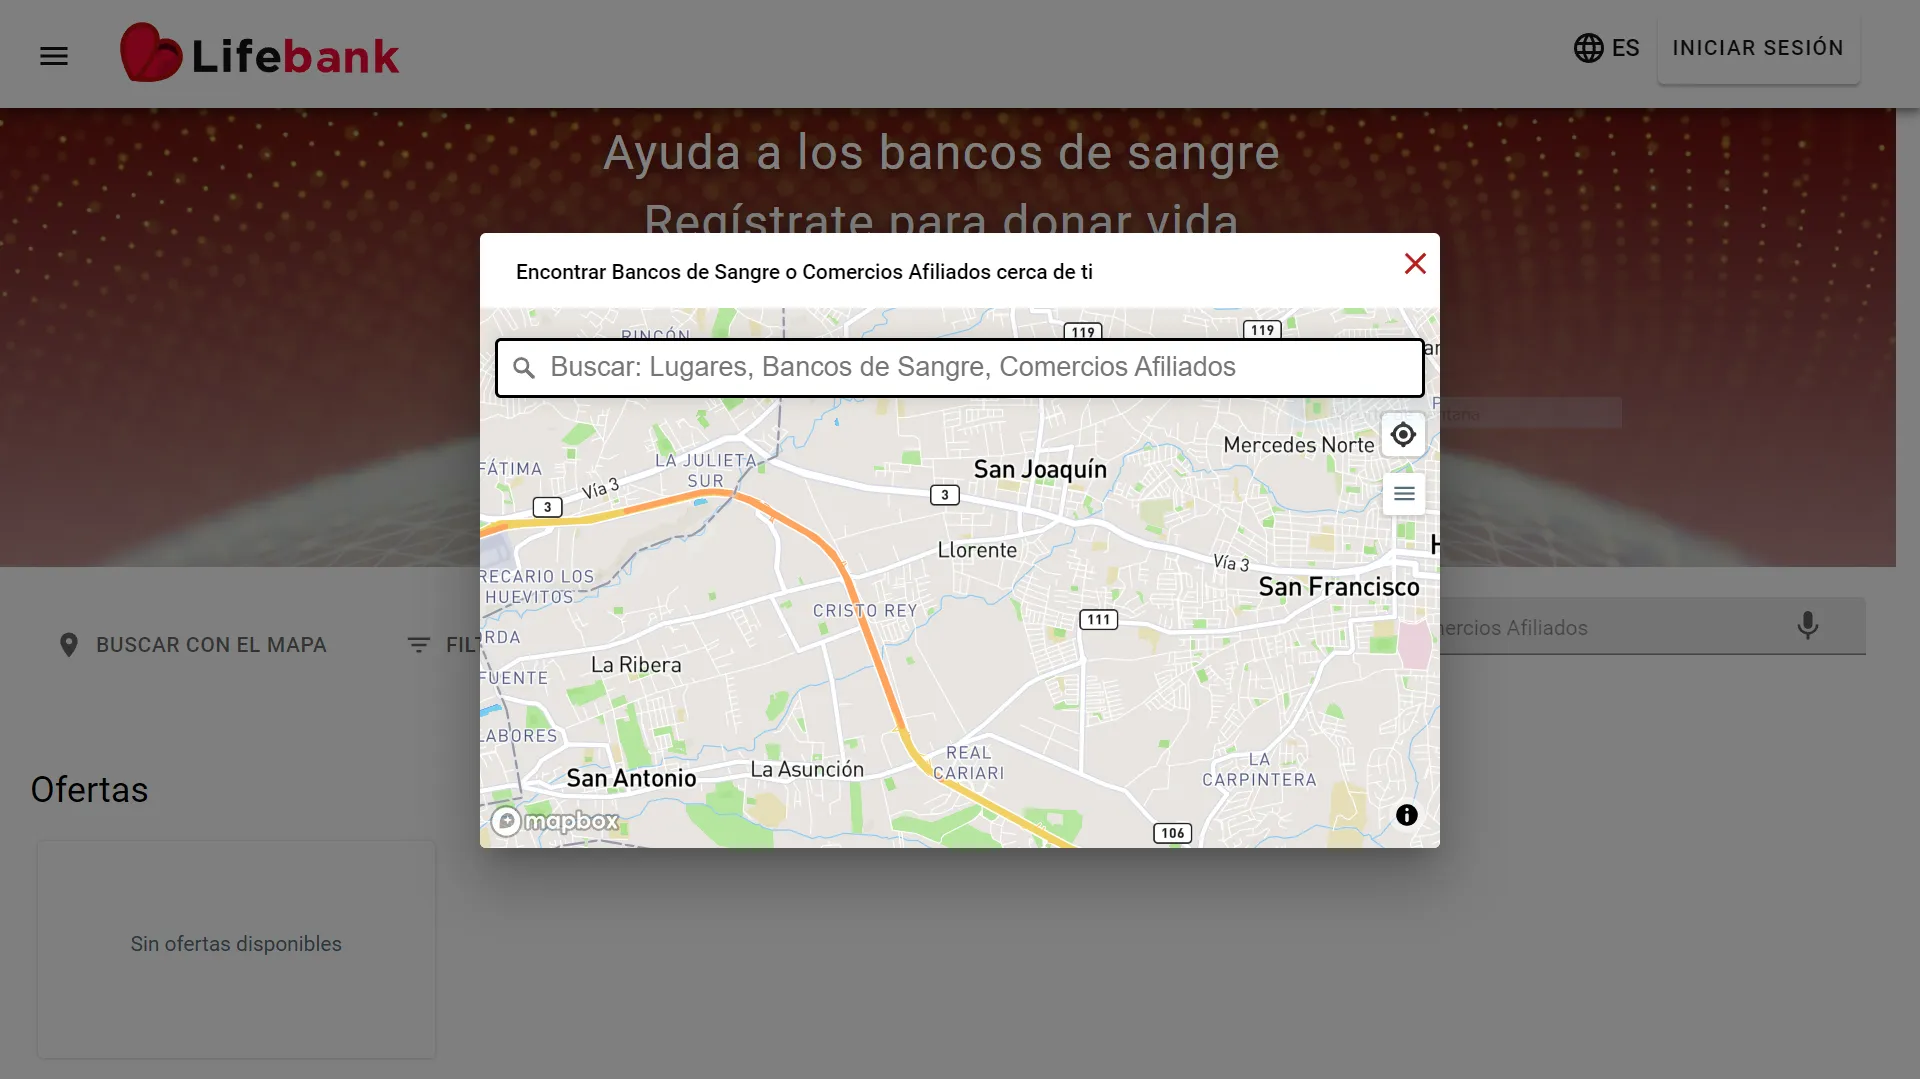 Lifebank
ES
INICIAR SESIÓN
Ayuda a los bancos de sangre
Regístrate para donar vida
Encontrar Bancos de Sangre o Comercios Afiliados cerca de ti
RINCÓN
119
119
Buscar: Lugares, Bancos de Sangre, Comercios Afiliados
Mercedes Norte
FÁTIMA
LA JULIETA
SUR
San Joaquín
Vía 3
3
3
Llorente
Vía 3
RECARIO LOS
HUEVITOS
San Francisco
CRISTO REY
111
ORDA
BUSCAR CON EL MAPA
FIL
ercios Afiliados
La Ribera
FUENTE
LABORES
REAL
CARIARI
LA
CARPINTERA
San Antonio
La Asunción
Ofertas
mapbox
106
Sin ofertas disponibles